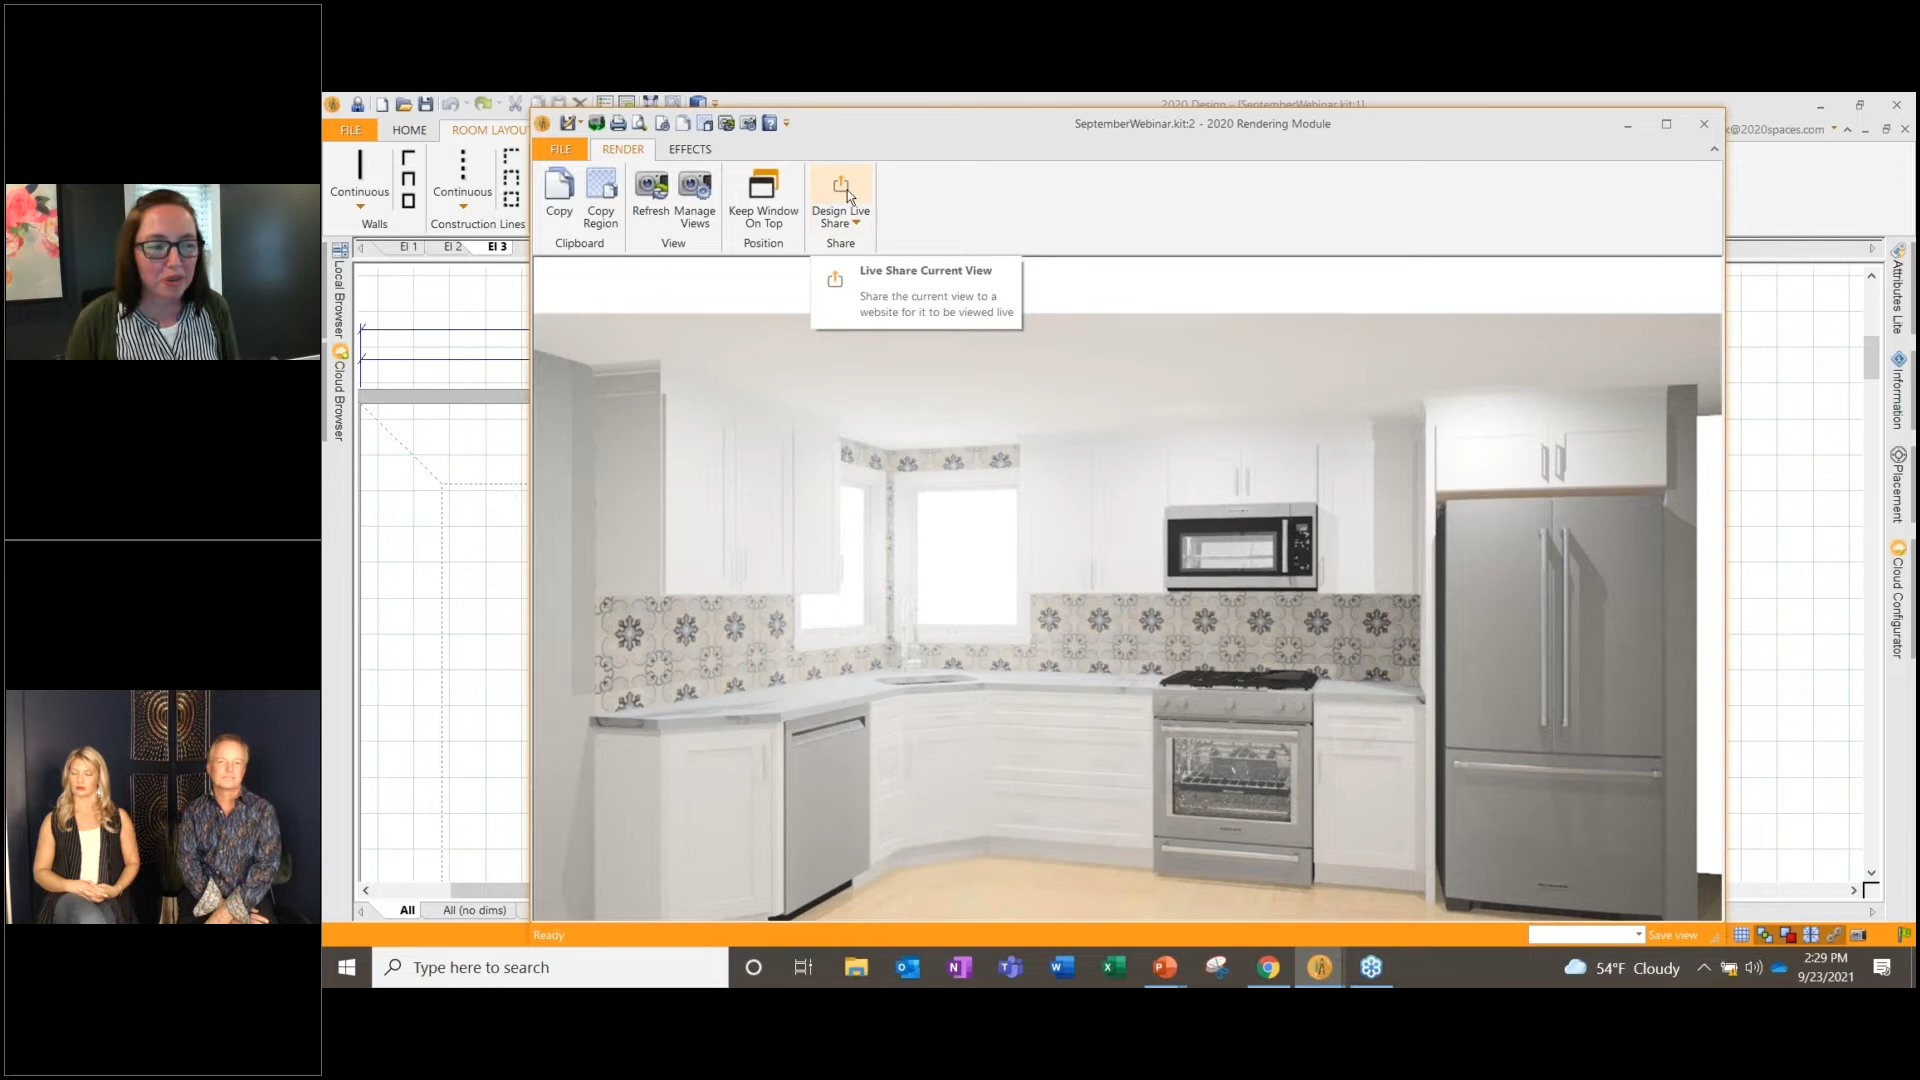 2020 Design - [SeptemberWebinar.kit:1]
SeptemberWebinar.kit:2 - 2020 Rendering Module
FILE
HOME
ROOM LAYOU
@2020spaces.com
FILE
RENDER
EFFECTS
Continuous
Continuous
Walls
Construction Lines
Copy
Copy
Region
Clipboard
Refresh
Manage
Views
View
Keep Window
On Top
Position
Design Live
Share
Share
El 1
El 2
El 3
Live Share Current View
Share the current view to a
website for it to be viewed live
Local Browser
Cloud Browser
Attributes Lite
Information
Placement
Cloud Configurator
All
All (no dims)
Ready
Save view
Type here to search
54°F Cloudy
2:29 PM
9/23/2021